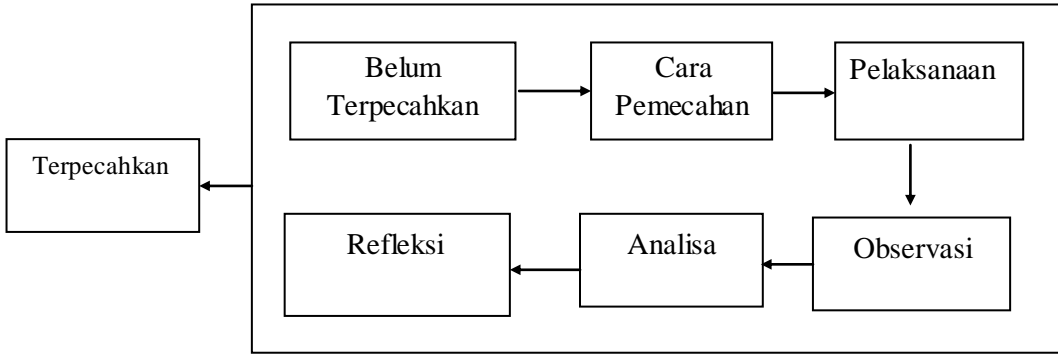 Belum
Terpecahkan
Cara
Pemecahan
Pelaksanaan
Terpecahkan
Refleksi
Analisa
Observasi